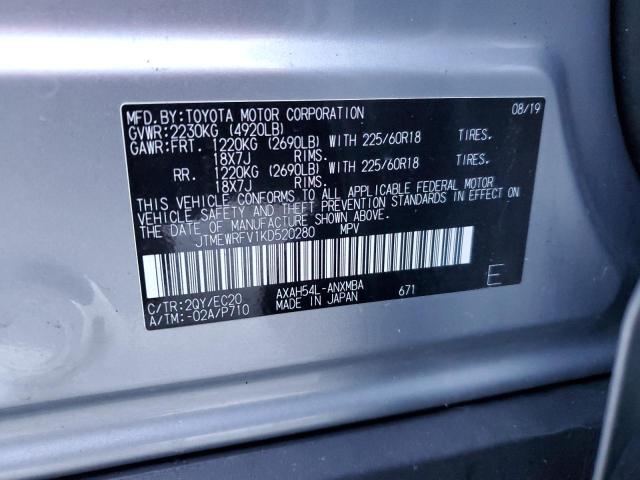 MFD. BY:TOYOTA MOTOR CORPORATION 08/19
GVWR:2230KG (4920LB)
GAWR:FRT. 1220KG (2690LB) WITH 225/60R18 TIRES.
18X7J RIMS.
RR. 1220KG (2690LB) WITH 225/60R18 TIRES.
18X7J RIMS.
THIS VEHICLE CONFORMS TO ALL APPLICABLE FEDERAL MOTOR
VEHICLE SAFETY AND THEFT PREVENTION STANDARDS IN EFFECT ON
THE DATE OF MANUFACTURE SHOWN ABOVE.
JTMEWRFV1KD520280 MPV
C/TR:2QY/EC20 AXAH54L-ANXMBA 671 E
A/TM:-02A/P710 MADE IN JAPAN